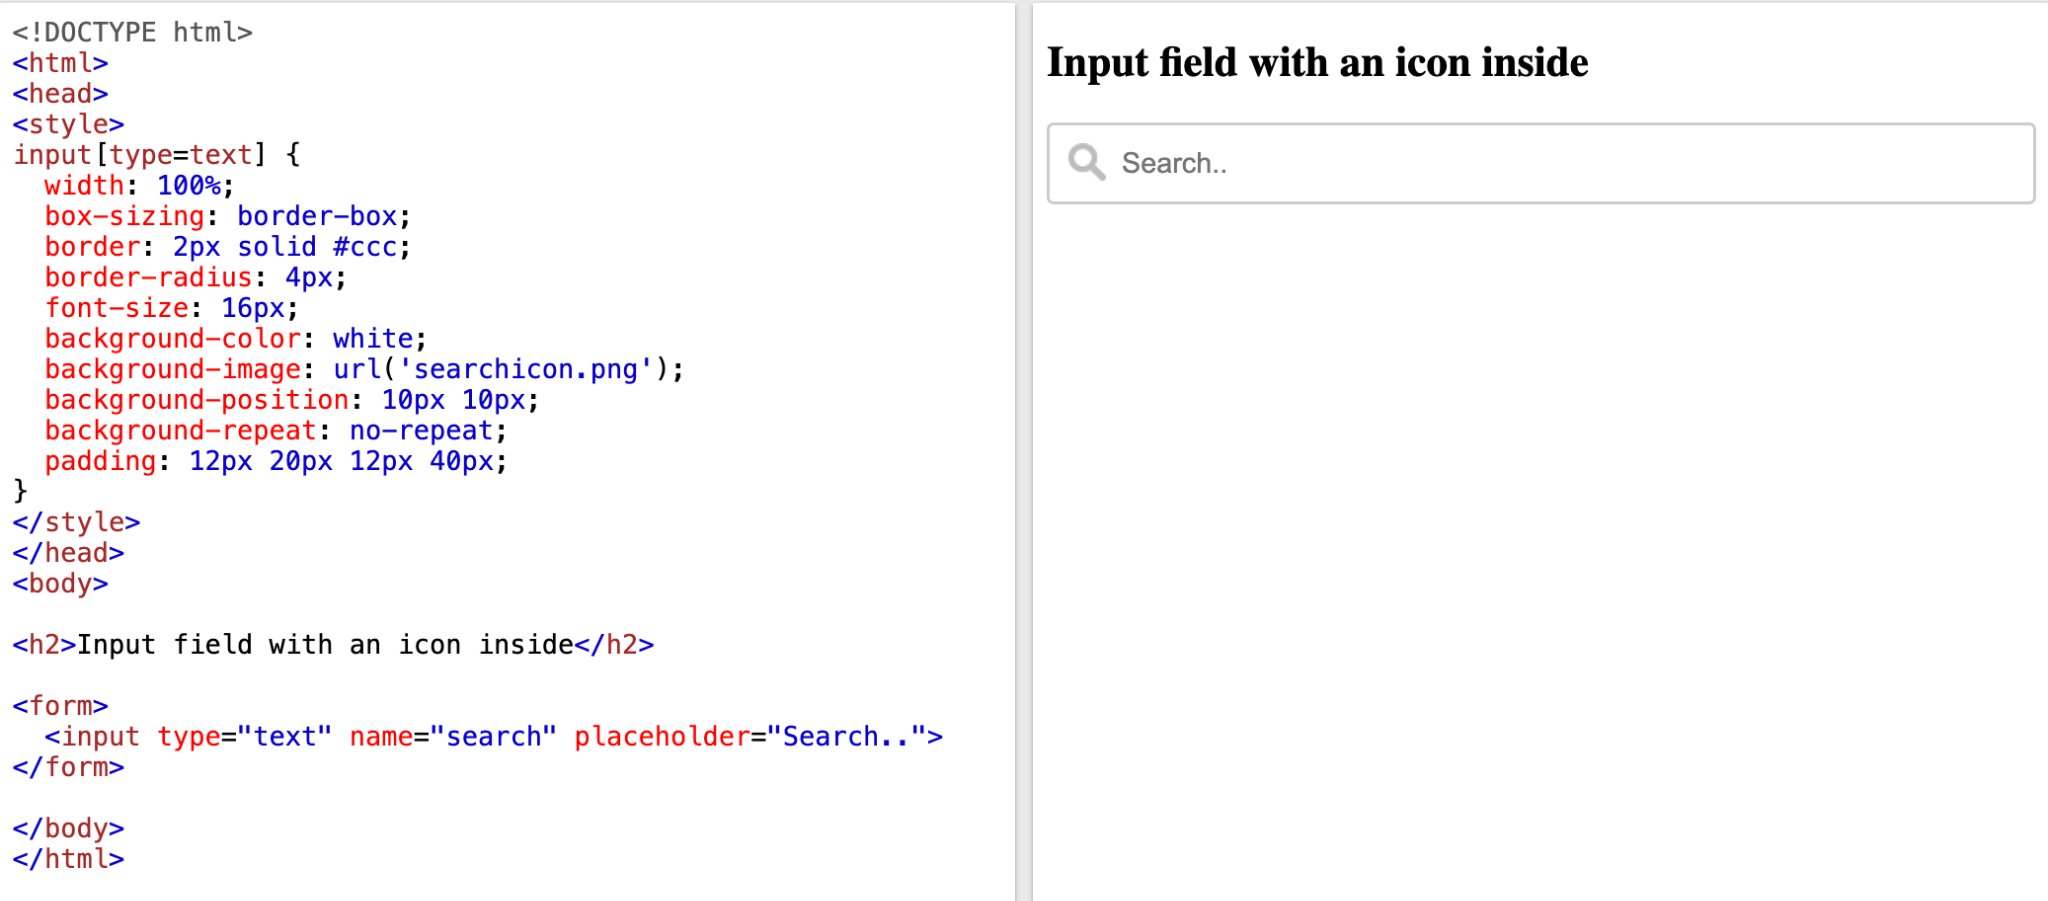 <!DOCTYPE html>
<html>
<head>
<style>
input[type=text] {
  width: 100%;
  box-sizing: border-box;
  border: 2px solid #ccc;
  border-radius: 4px;
  font-size: 16px;
  background-color: white;
  background-image: url('searchicon.png');
  background-position: 10px 10px;
  background-repeat: no-repeat;
  padding: 12px 20px 12px 40px;
}
</style>
</head>
<body>

<h2>Input field with an icon inside</h2>

<form>
  <input type="text" name="search" placeholder="Search..">
</form>

</body>
</html>
Input field with an icon inside
Search..